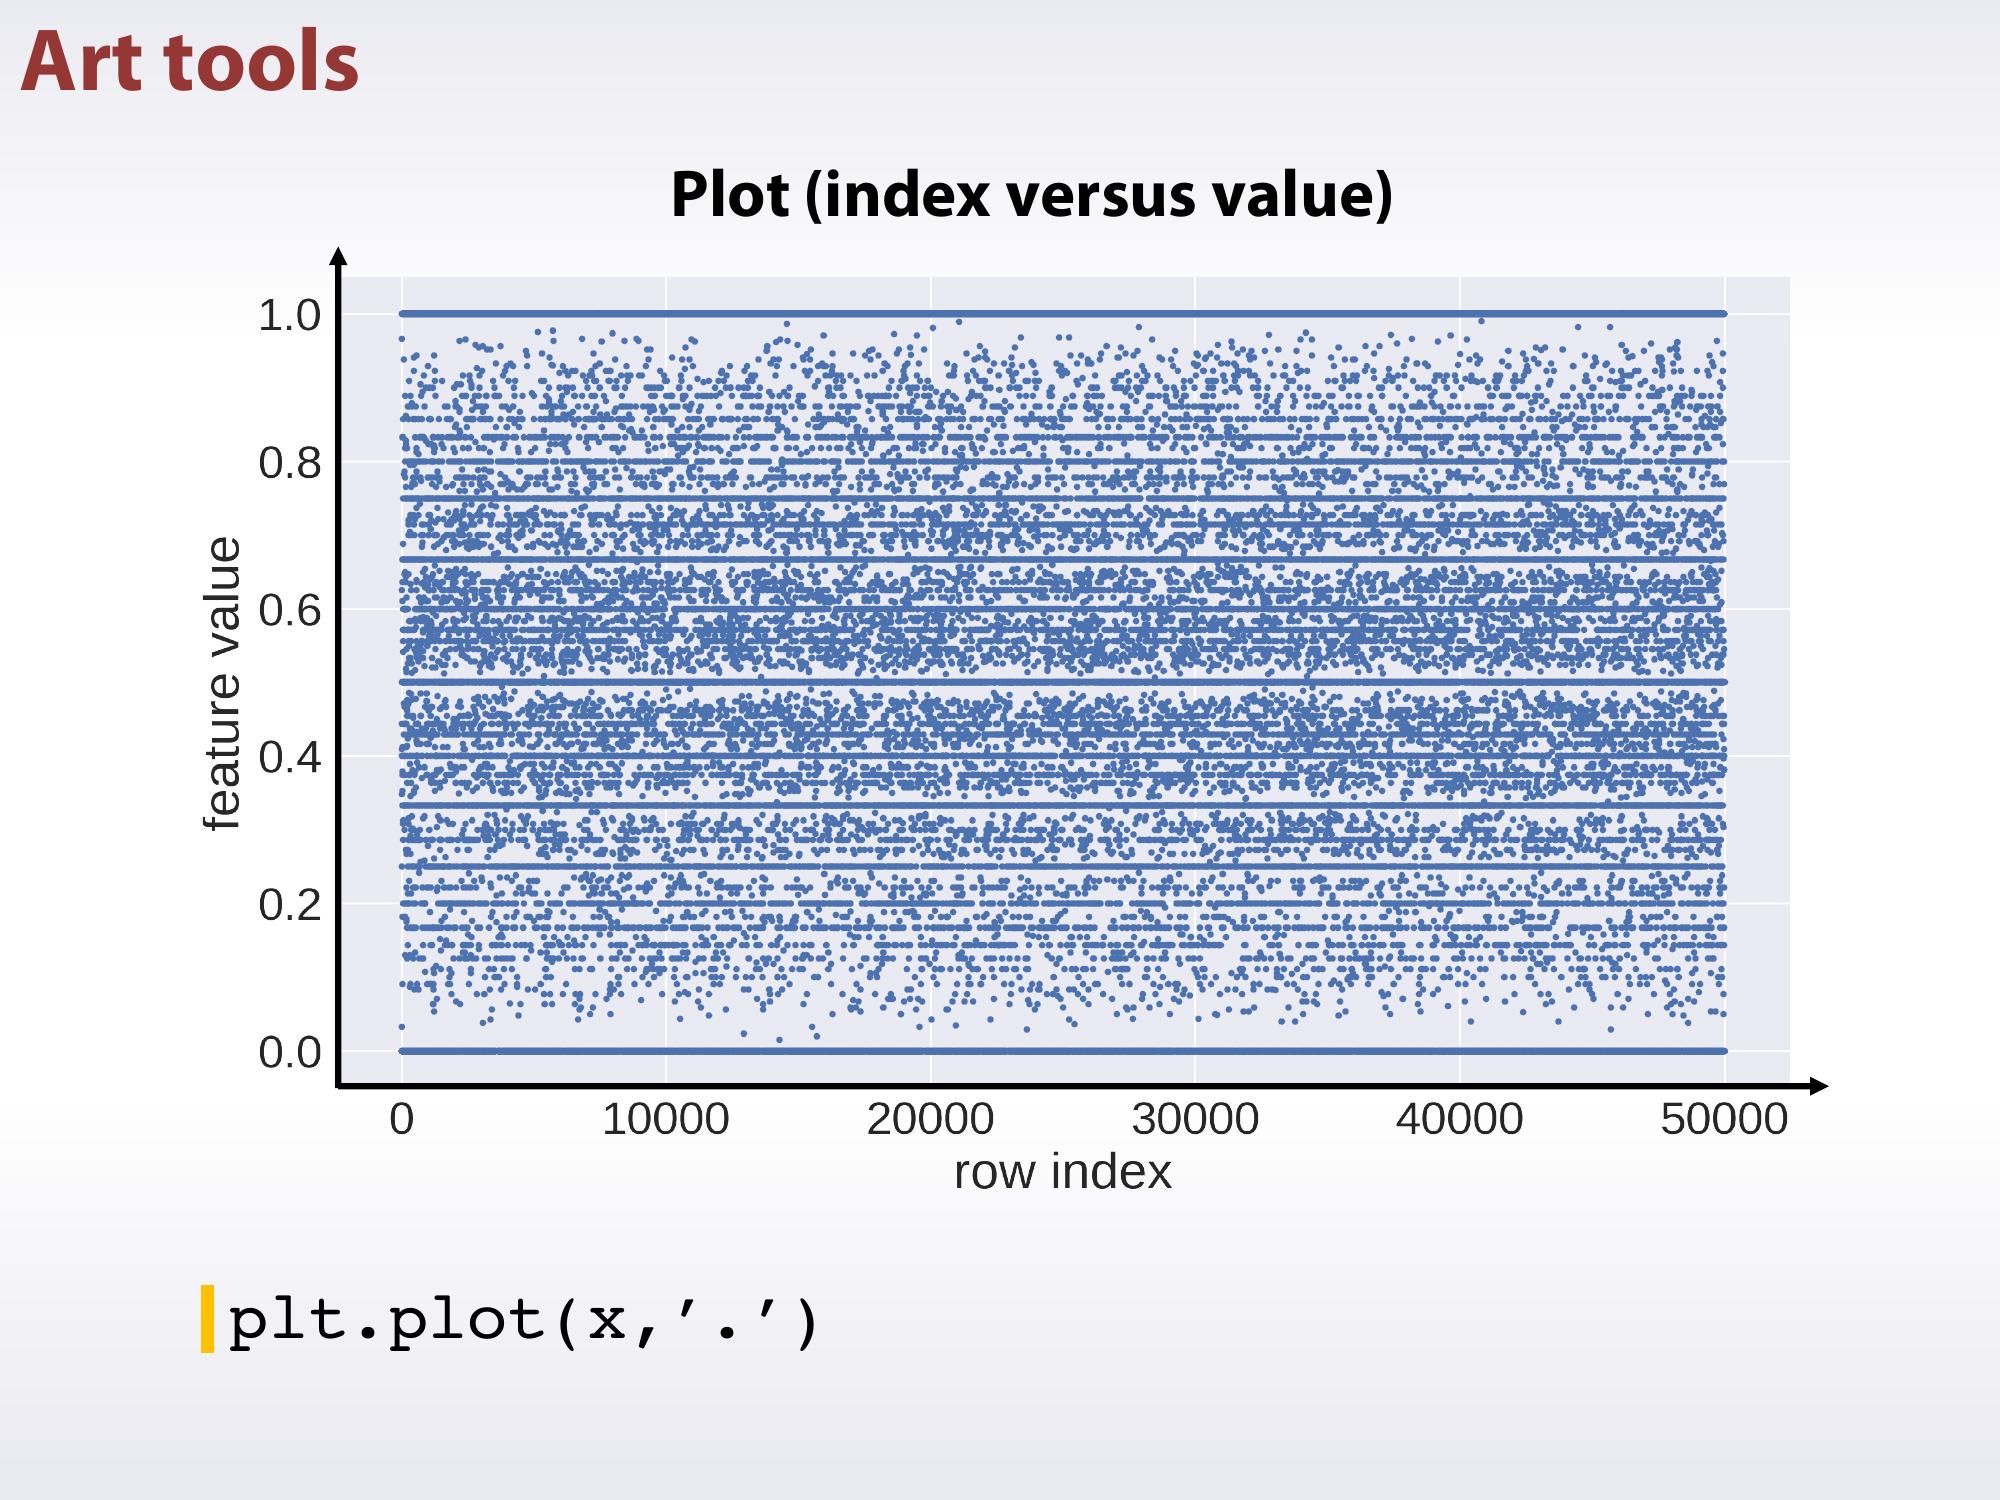 Art tools
Plot (index versus value)
feature value
1.0
0.8
0.6
0.4
0.2
0.0
0 10000 20000 30000 40000 50000
row index
plt.plot(x,′.′)